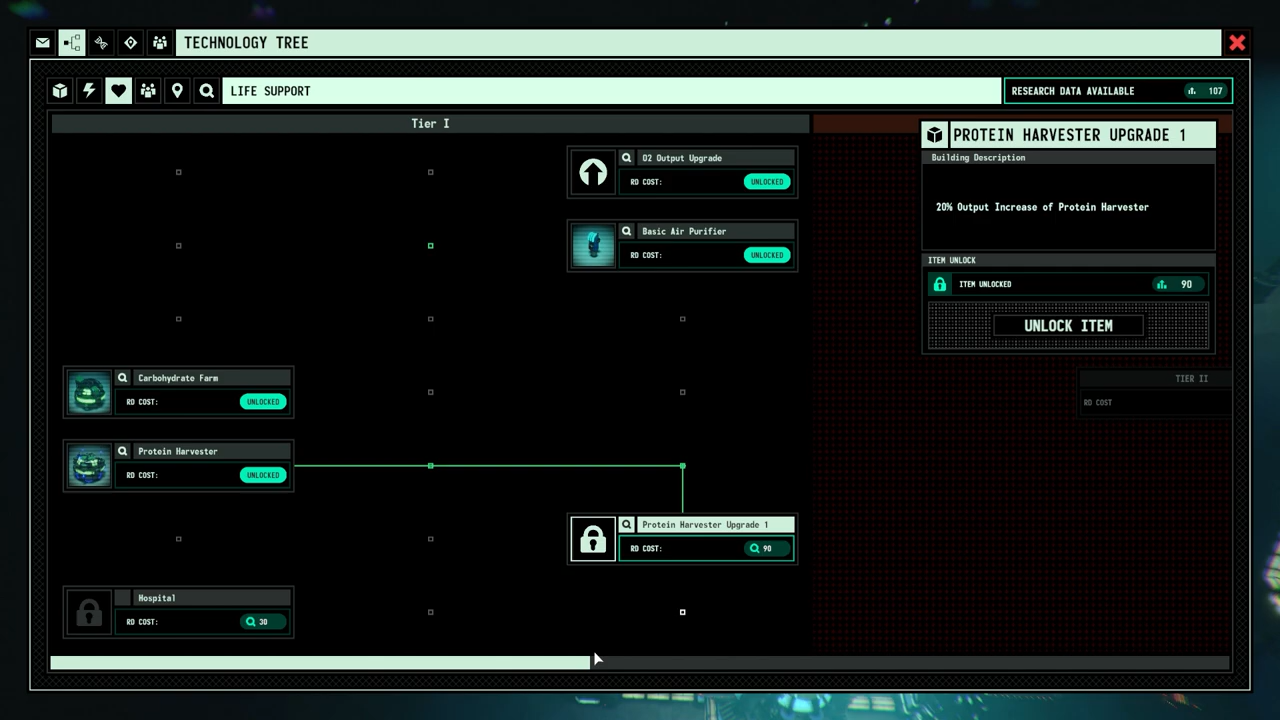 TECHNOLOGY TREE
LIFE SUPPORT
RESEARCH DATA AVAILABLE 107
Tier I
O2 Output Upgrade
RD COST: UNLOCKED
Basic Air Purifier
RD COST: UNLOCKED
Carbohydrate Farm
RD COST: UNLOCKED
Protein Harvester
RD COST: UNLOCKED
Protein Harvester Upgrade 1
RD COST: 90
Hospital
RD COST: 30
PROTEIN HARVESTER UPGRADE 1
Building Description
20% Output Increase of Protein Harvester
ITEM UNLOCK
ITEM UNLOCKED 90
UNLOCK ITEM
TIER II
RD COST